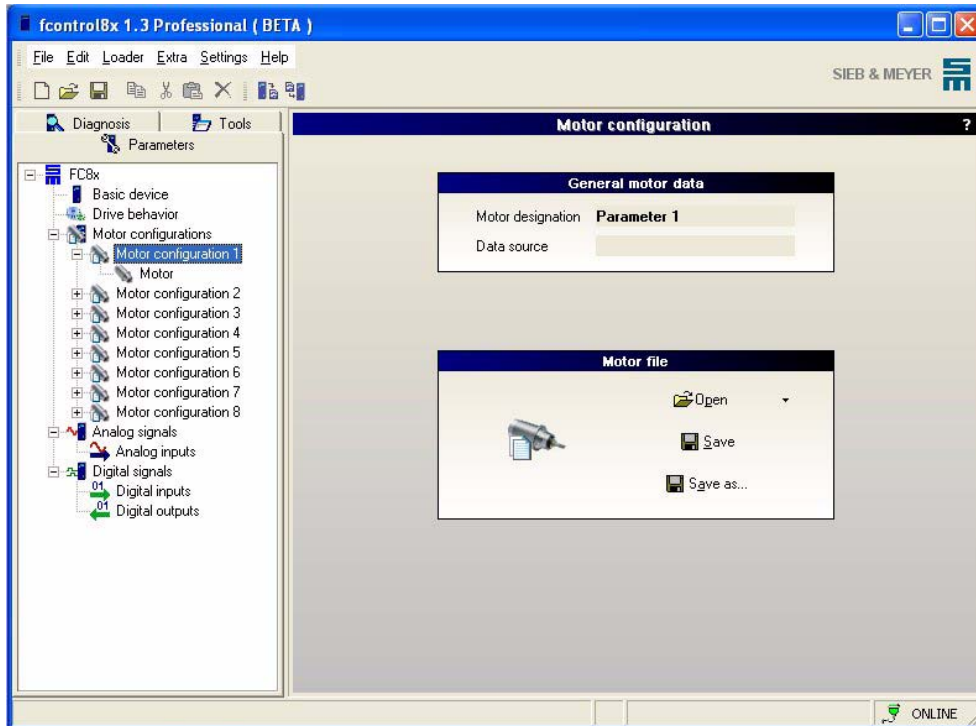 fcontrol8x 1.3 Professional ( BETA )
File Edit Loader Extra Settings Help
SIEB & MEYER
Diagnosis
Tools
Parameters
FC8x
Basic device
Drive behavior
Motor configurations
Motor configuration 1
Motor
Motor configuration 2
Motor configuration 3
Motor configuration 4
Motor configuration 5
Motor configuration 6
Motor configuration 7
Motor configuration 8
Analog signals
Analog inputs
Digital signals
01 Digital inputs
01 Digital outputs
Motor configuration ?
General motor data
Motor designation Parameter 1
Data source
Motor file
Open
Save
Save as...
ONLINE